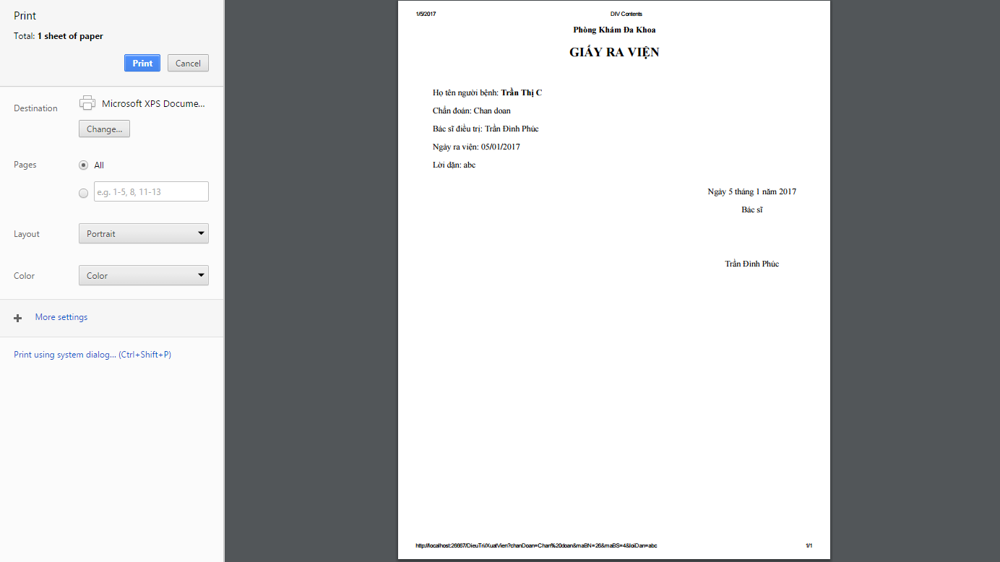 Print
Total: 1 sheet of paper
Print Cancel
Destination Microsoft XPS Docume...
Change...
Pages All
e.g. 1-5, 8, 11-13
Layout Portrait
Color Color
More settings
Print using system dialog... (Ctrl+Shift+P)
1/5/2017 DIV Contents
Phòng Khám Đa Khoa
GIẤY RA VIỆN
Họ tên người bệnh: Trần Thị C
Chẩn đoán: Chan doan
Bác sĩ điều trị: Trần Đình Phúc
Ngày ra viện: 05/01/2017
Lời dặn: abc
Ngày 5 tháng 1 năm 2017
Bác sĩ
Trần Đình Phúc
http://localhost:26667/DieuTri/XuatVien?chanDoan=Chan%20doan&maBN=26&maBS=4&loiDan=abc 1/1